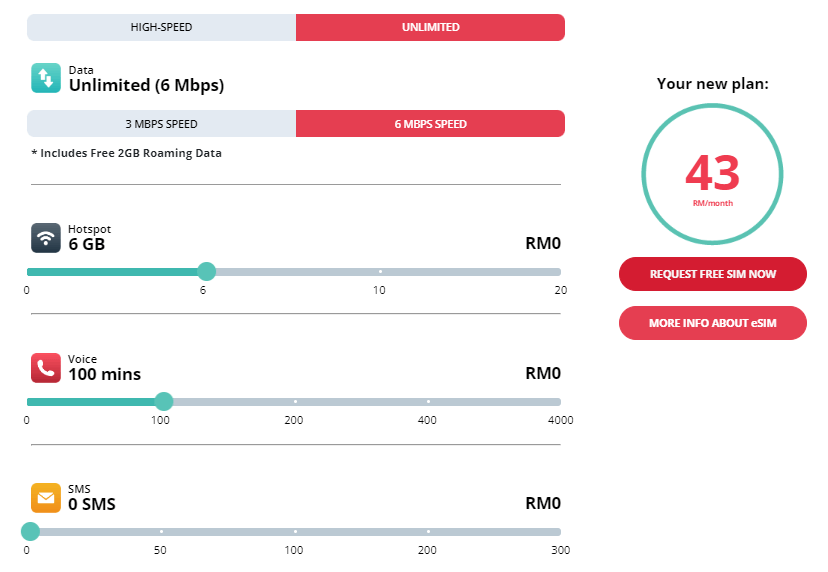 HIGH-SPEED UNLIMITED
Data
Unlimited (6 Mbps)
3 MBPS SPEED 6 MBPS SPEED
* Includes Free 2GB Roaming Data
Hotspot
6 GB RM0
0 6 10 20
Voice
100 mins RM0
0 100 200 400 4000
SMS
0 SMS RM0
0 50 100 200 300
Your new plan:
43
RM/month
REQUEST FREE SIM NOW
MORE INFO ABOUT eSIM